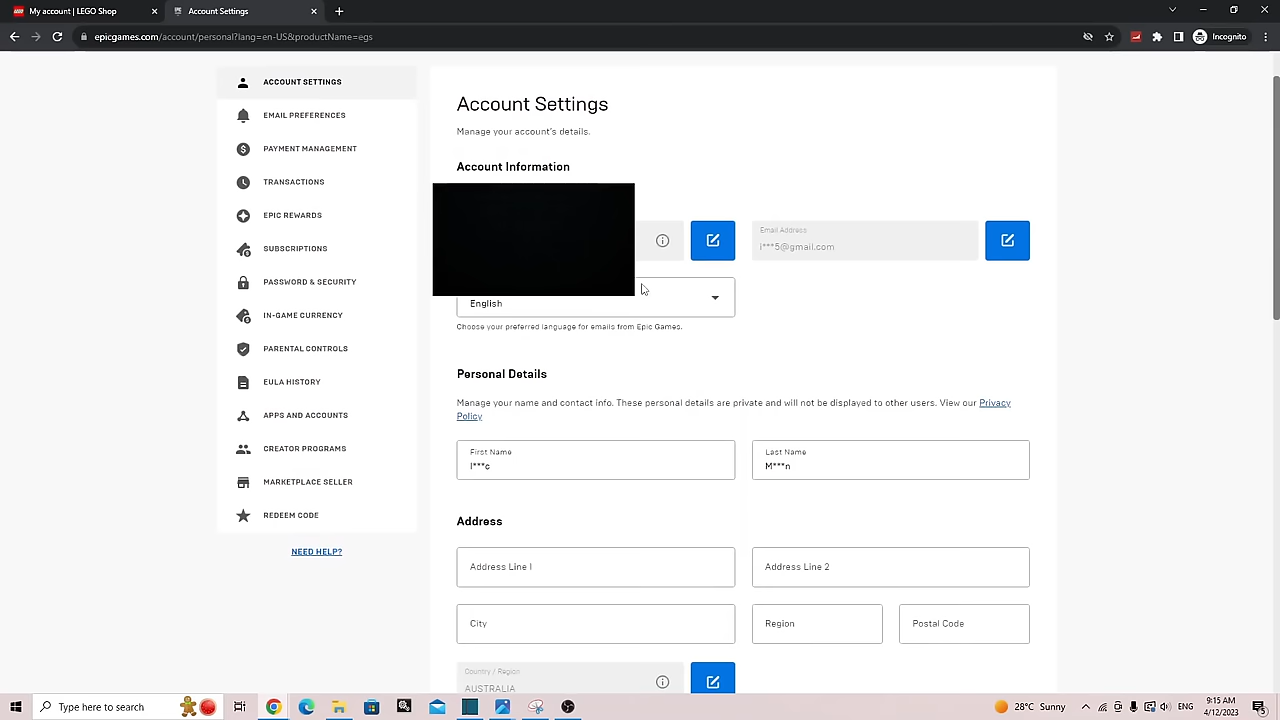 My account | LEGO Shop
Account Settings
epicgames.com/account/personal?lang=en-US&productName=egs
Incognito
ACCOUNT SETTINGS
EMAIL PREFERENCES
PAYMENT MANAGEMENT
TRANSACTIONS
EPIC REWARDS
SUBSCRIPTIONS
PASSWORD & SECURITY
IN-GAME CURRENCY
PARENTAL CONTROLS
EULA HISTORY
APPS AND ACCOUNTS
CREATOR PROGRAMS
MARKETPLACE SELLER
REDEEM CODE
NEED HELP?
Account Settings
Manage your account's details.
Account Information
Email Address
i***5@gmail.com
English
Choose your preferred language for emails from Epic Games.
Personal Details
Manage your name and contact info. These personal details are private and will not be displayed to other users. View our Privacy
Policy
First Name
I***c
Last Name
M***n
Address
Address Line 1
Address Line 2
City
Region
Postal Code
Country / Region
AUSTRALIA
Type here to search
28°C Sunny
ENG
9:15 AM
4/12/2023